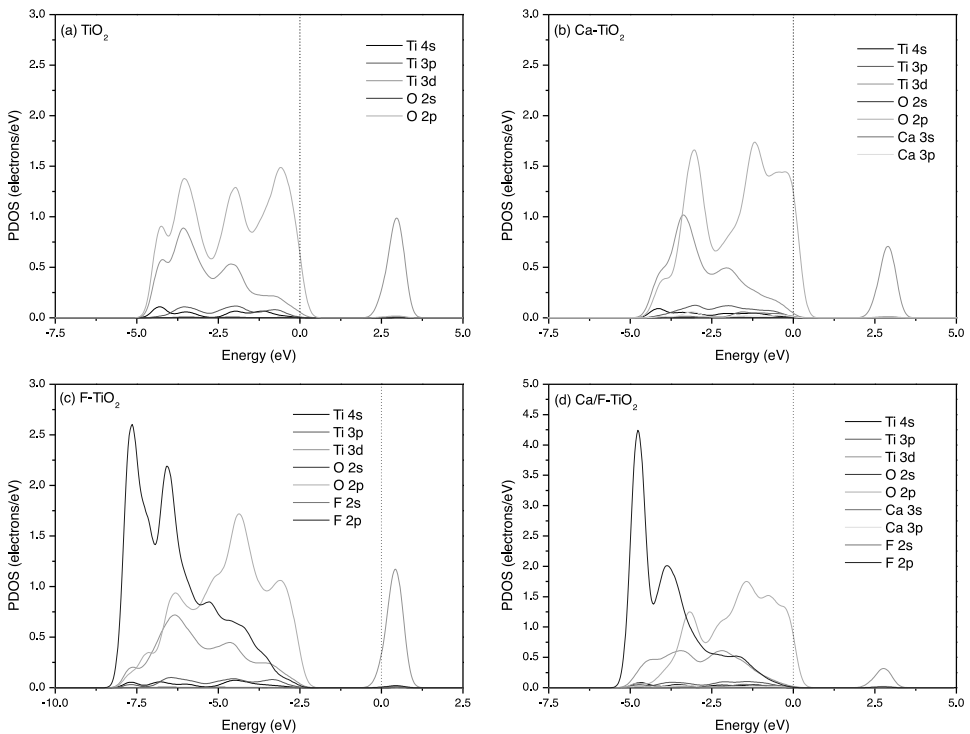 (a) TiO₂
Ti 4s
Ti 3p
Ti 3d
O 2s
O 2p
3.0
2.5
2.0
1.5
1.0
0.5
0.0
PDOS (electrons/eV)
-7.5 -5.0 -2.5 0.0 2.5 5.0
Energy (eV)
(b) Ca-TiO₂
Ti 4s
Ti 3p
Ti 3d
O 2s
O 2p
Ca 3s
Ca 3p
3.0
2.5
2.0
1.5
1.0
0.5
0.0
PDOS (electrons/eV)
-7.5 -5.0 -2.5 0.0 2.5 5.0
Energy (eV)
(c) F-TiO₂
Ti 4s
Ti 3p
Ti 3d
O 2s
O 2p
F 2s
F 2p
3.0
2.5
2.0
1.5
1.0
0.5
0.0
PDOS (electrons/eV)
-10.0 -7.5 -5.0 -2.5 0.0 2.5
Energy (eV)
(d) Ca/F-TiO₂
Ti 4s
Ti 3p
Ti 3d
O 2s
O 2p
Ca 3s
Ca 3p
F 2s
F 2p
5.0
4.5
4.0
3.5
3.0
2.5
2.0
1.5
1.0
0.5
0.0
PDOS (electrons/eV)
-7.5 -5.0 -2.5 0.0 2.5 5.0
Energy (eV)